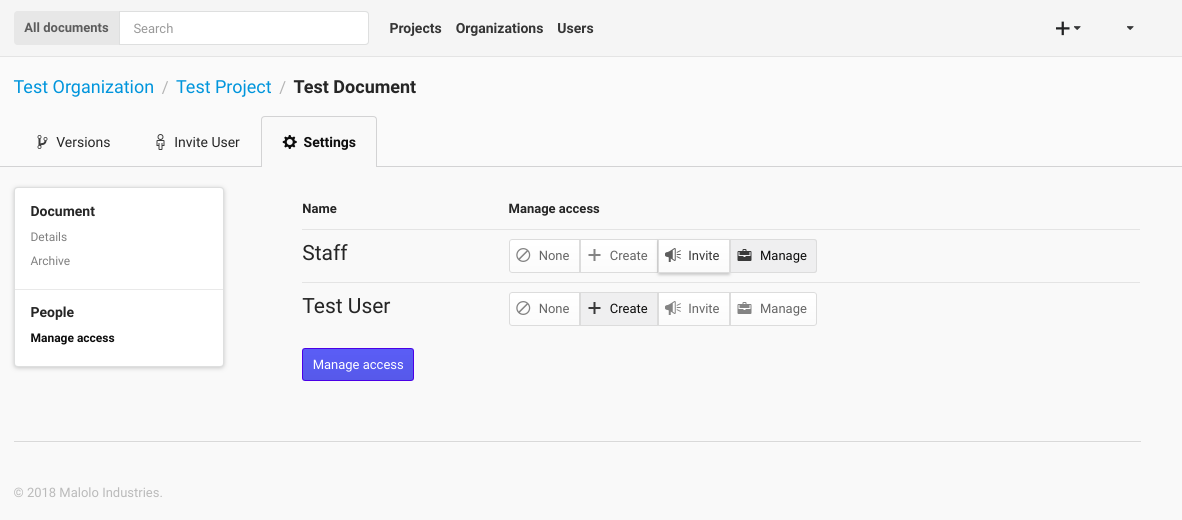 All documents Search Projects Organizations Users
Test Organization / Test Project / Test Document
Versions Invite User Settings
Document
Details
Archive
People
Manage access
Name Manage access
Staff None Create Invite Manage
Test User None Create Invite Manage
Manage access
© 2018 Malolo Industries.